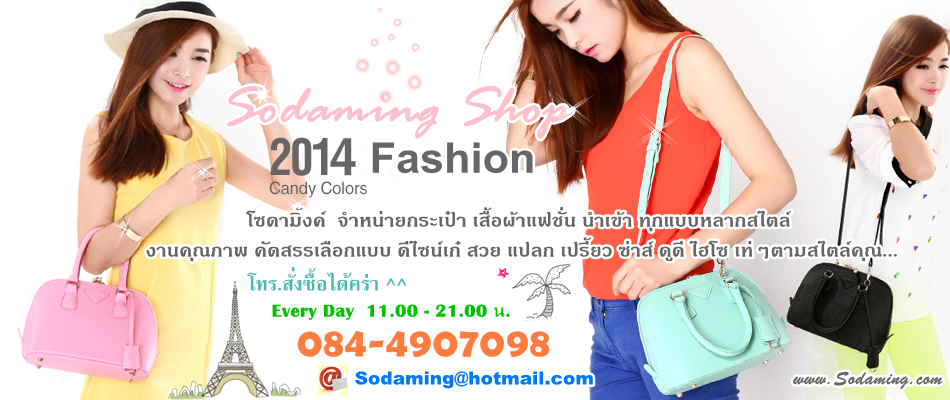 Sodaming Shop
2014 Fashion
Candy Colors
โซดามิ๊งค์ จำหน่ายกระเป๋า เสื้อผ้าแฟชั่น นำเข้า ทุกแบบหลากสไตล์
งานคุณภาพ คัดสรรเลือกแบบ ดีไซน์เก๋ สวย แปลก เปรี้ยว ซ่าส์ ดูดี ไฮโซ เท่ ๆตามสไตล์คุณ...
โทร.สั่งซื้อได้คร่า ^^
Every Day 11.00 - 21.00 น.
084-4907098
@ Sodaming@hotmail.com
www.Sodaming.com